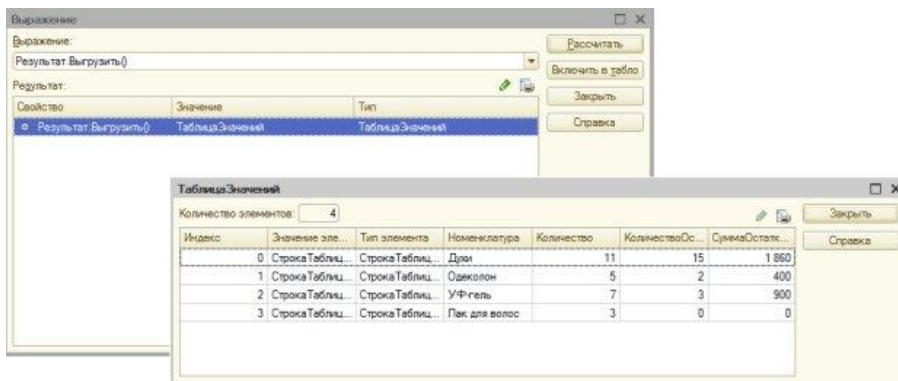 Выражение
Выражение:
Рассчитать
Результат.Выгрузить()
Включить в табло
Результат:
Закрыть
Свойство Значение Тип
Справка
Результат.Выгрузить() ТаблицаЗначений ТаблицаЗначений
ТаблицаЗначений
Количество элементов: 4
Закрыть
Индекс Значение эле... Тип элемента Номенклатура Количество КоличествоОс... СуммаОстатк...
Справка
0 СтрокаТаблиц... СтрокаТаблиц... Духи 11 15 1 860
1 СтрокаТаблиц... СтрокаТаблиц... Одеколон 5 2 400
2 СтрокаТаблиц... СтрокаТаблиц... УФ-гель 7 3 900
3 СтрокаТаблиц... СтрокаТаблиц... Лак для волос 3 0 0